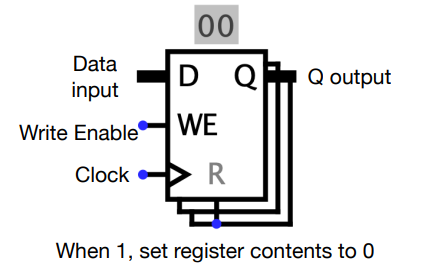 00
Data
input
D
Q
Q output
Write Enable
WE
Clock
R
When 1, set register contents to 0